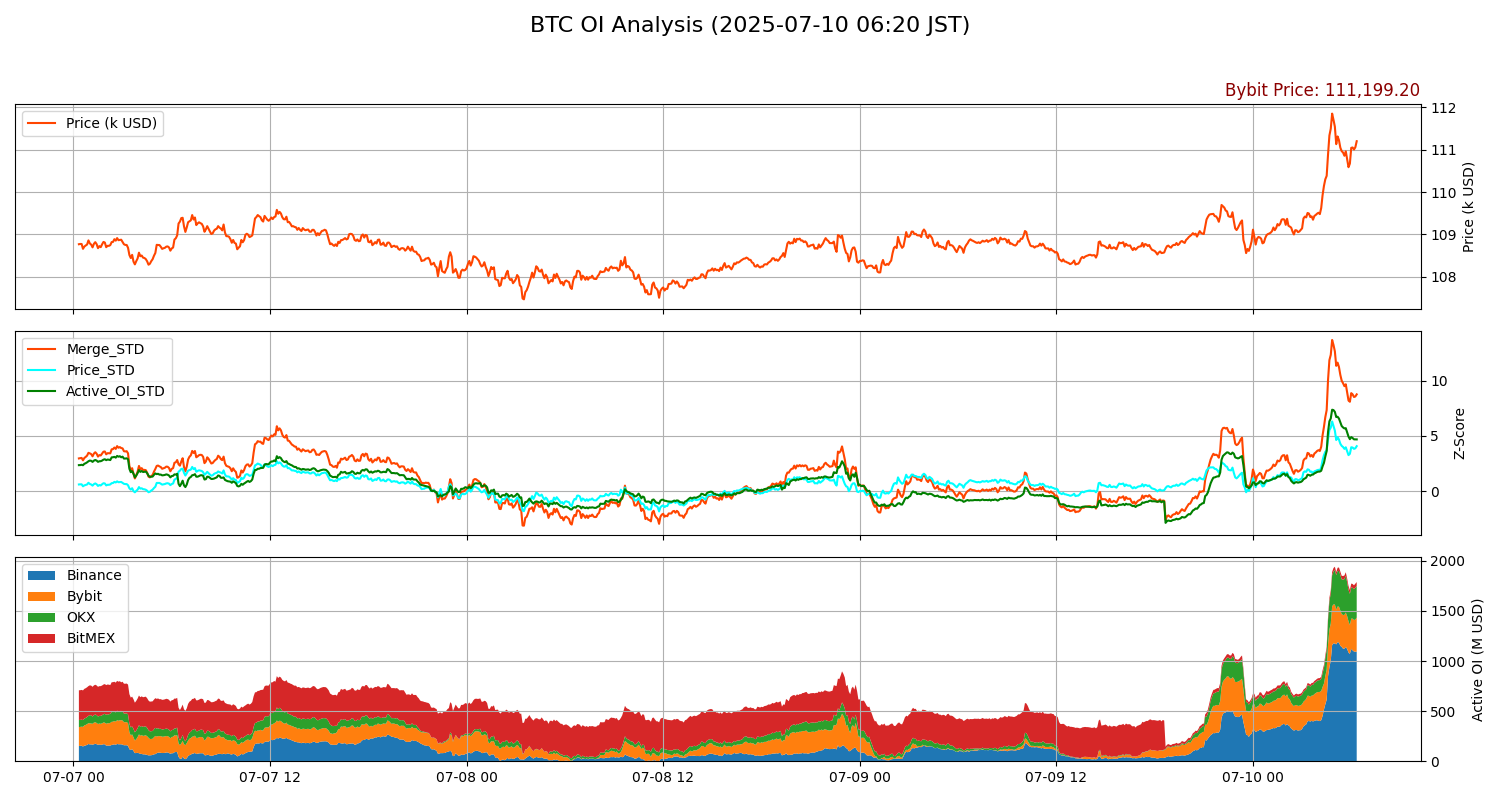 BTC OI Analysis (2025-07-10 06:20 JST)
Bybit Price: 111,199.20
Price (k USD)
112
111
110
109
108
Price (k USD)
Merge_STD
Price_STD
Active_OI_STD
10
5
0
Z-Score
Binance
Bybit
OKX
BitMEX
2000
1500
1000
500
0
Active OI (M USD)
07-07 00
07-07 12
07-08 00
07-08 12
07-09 00
07-09 12
07-10 00